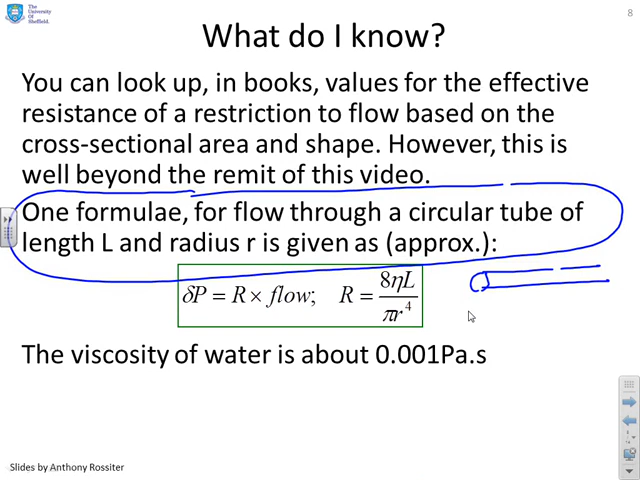 The
University
Of
Sheffield.
8
What do I know?
You can look up, in books, values for the effective
resistance of a restriction to flow based on the
cross-sectional area and shape. However, this is
well beyond the remit of this video.
One formulae, for flow through a circular tube of
length L and radius r is given as (approx.):
δP = R × flow; R = 8ηL / πr⁴
The viscosity of water is about 0.001Pa.s
Slides by Anthony Rossiter